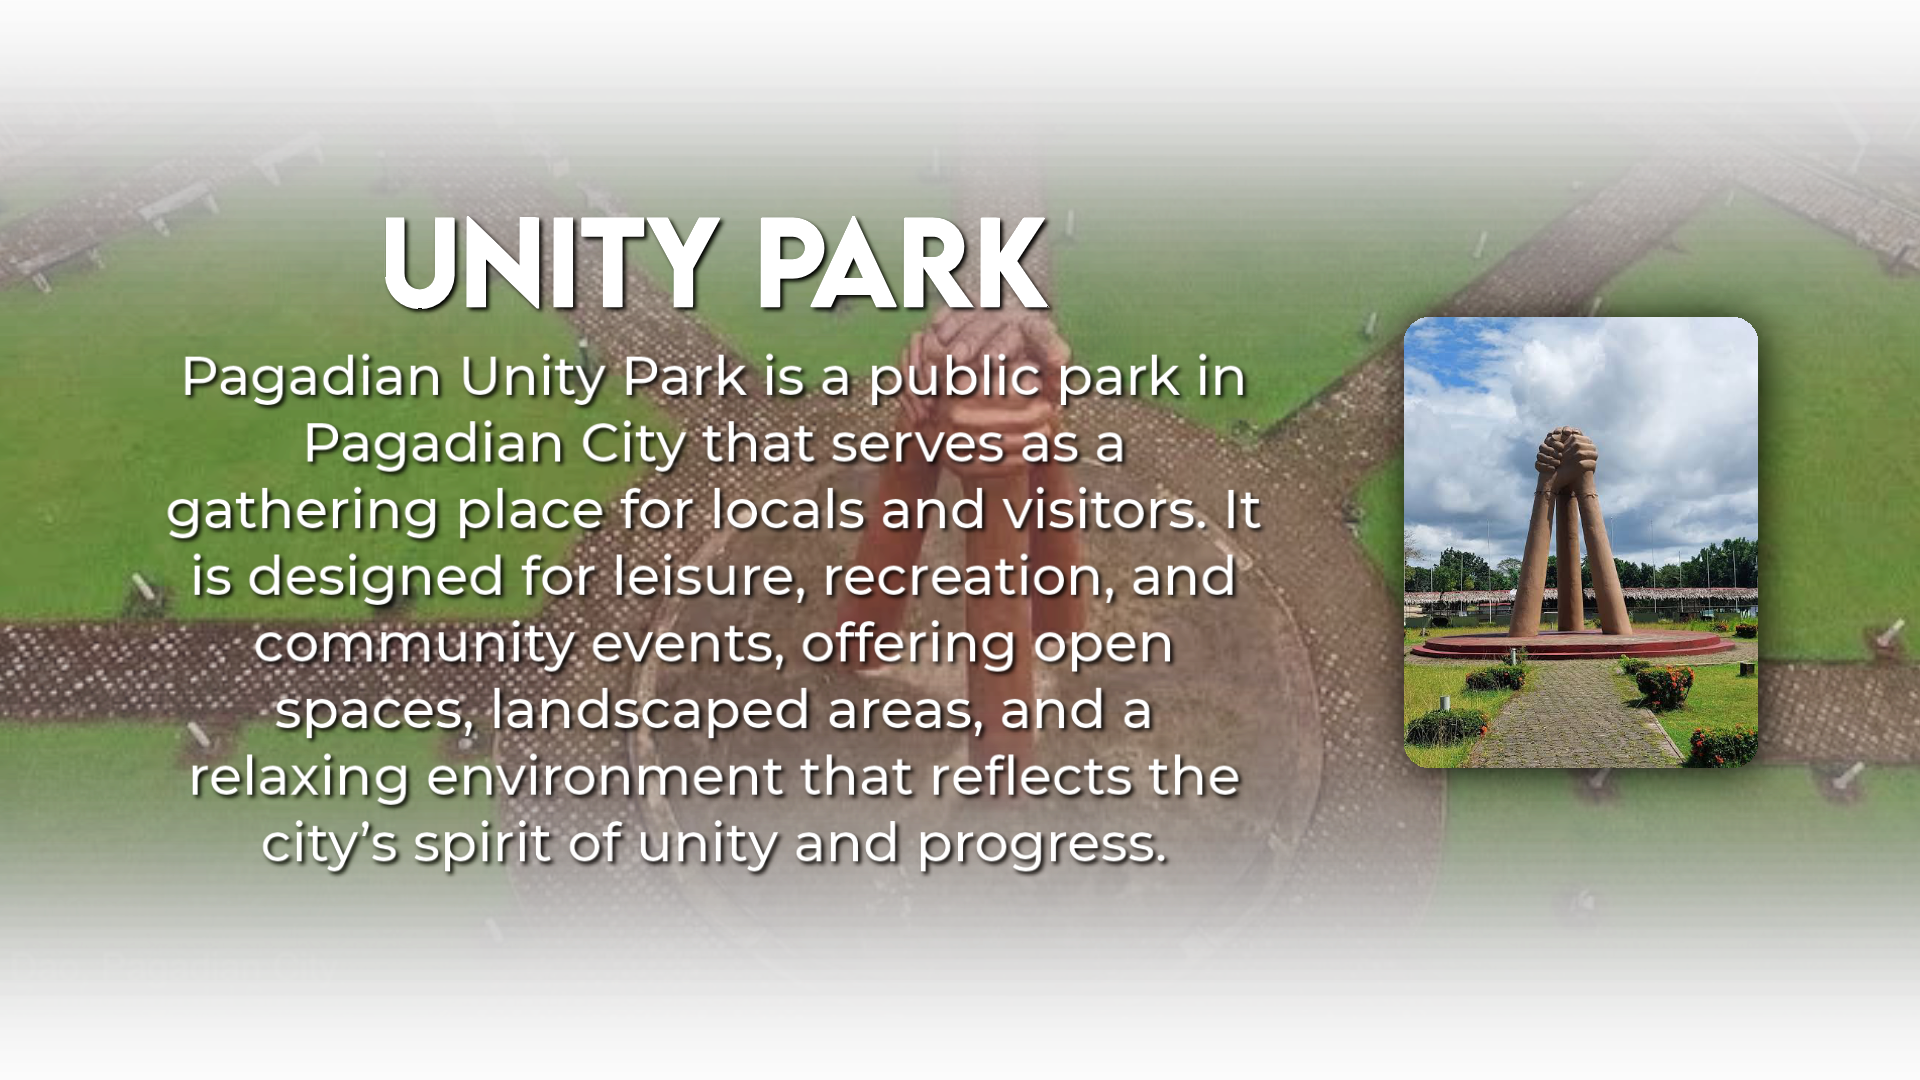 UNITY PARK
Pagadian Unity Park is a public park in
Pagadian City that serves as a
gathering place for locals and visitors. It
is designed for leisure, recreation, and
community events, offering open
spaces, landscaped areas, and a
relaxing environment that reflects the
city’s spirit of unity and progress.